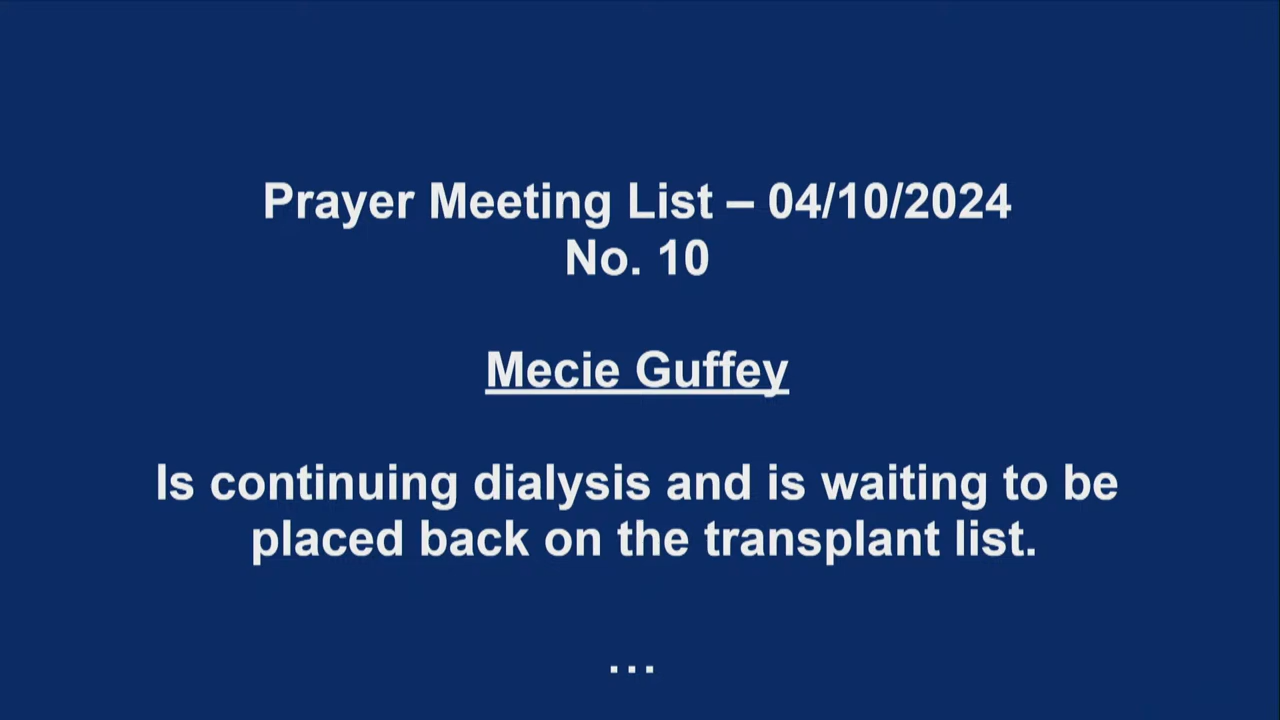 Prayer Meeting List – 04/10/2024
No. 10
Mecie Guffey
Is continuing dialysis and is waiting to be
placed back on the transplant list.
...